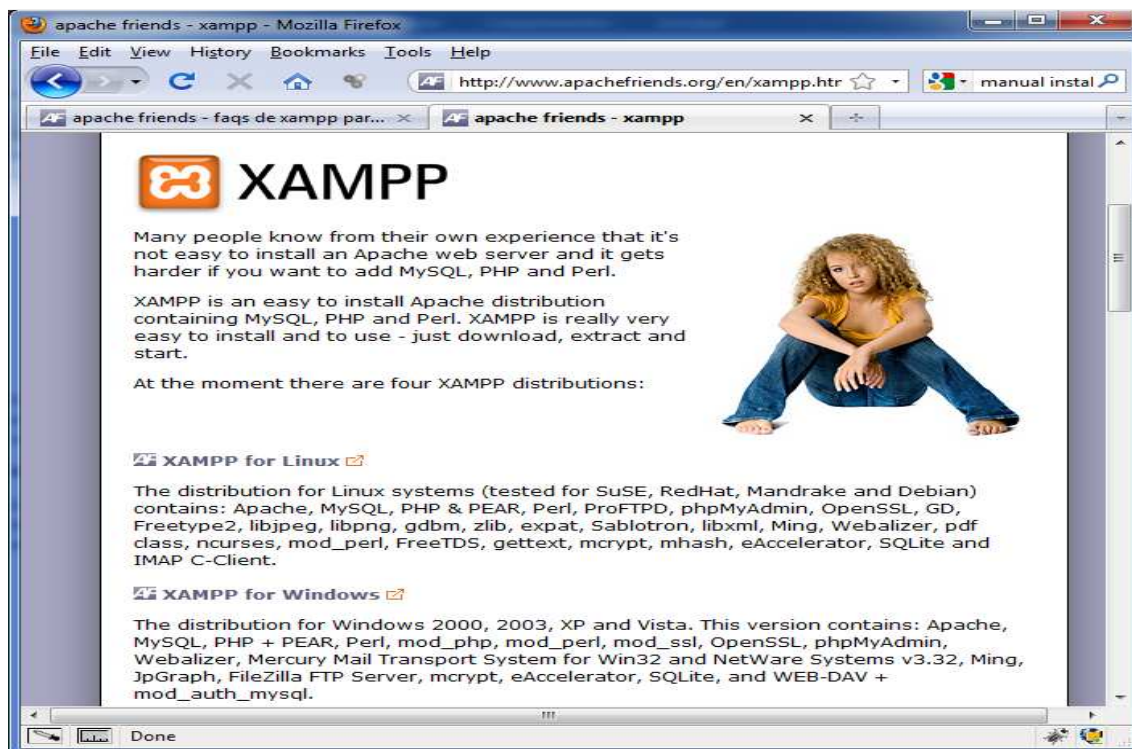 apache friends - xampp - Mozilla Firefox
File Edit View History Bookmarks Tools Help
http://www.apachefriends.org/en/xampp.htr
manual instal
apache friends - faqs de xampp par...
apache friends - xampp
XAMPP
Many people know from their own experience that it's
not easy to install an Apache web server and it gets
harder if you want to add MySQL, PHP and Perl.
XAMPP is an easy to install Apache distribution
containing MySQL, PHP and Perl. XAMPP is really very
easy to install and to use - just download, extract and
start.
At the moment there are four XAMPP distributions:
XAMPP for Linux
The distribution for Linux systems (tested for SuSE, RedHat, Mandrake and Debian)
contains: Apache, MySQL, PHP & PEAR, Perl, ProFTPD, phpMyAdmin, OpenSSL, GD,
Freetype2, libjpeg, libpng, gdbm, zlib, expat, Sablotron, libxml, Ming, Webalizer, pdf
class, ncurses, mod_perl, FreeTDS, gettext, mcrypt, mhash, eAccelerator, SQLite and
IMAP C-Client.
XAMPP for Windows
The distribution for Windows 2000, 2003, XP and Vista. This version contains: Apache,
MySQL, PHP + PEAR, Perl, mod_php, mod_perl, mod_ssl, OpenSSL, phpMyAdmin,
Webalizer, Mercury Mail Transport System for Win32 and NetWare Systems v3.32, Ming,
JpGraph, FileZilla FTP Server, mcrypt, eAccelerator, SQLite, and WEB-DAV +
mod_auth_mysql.
Done